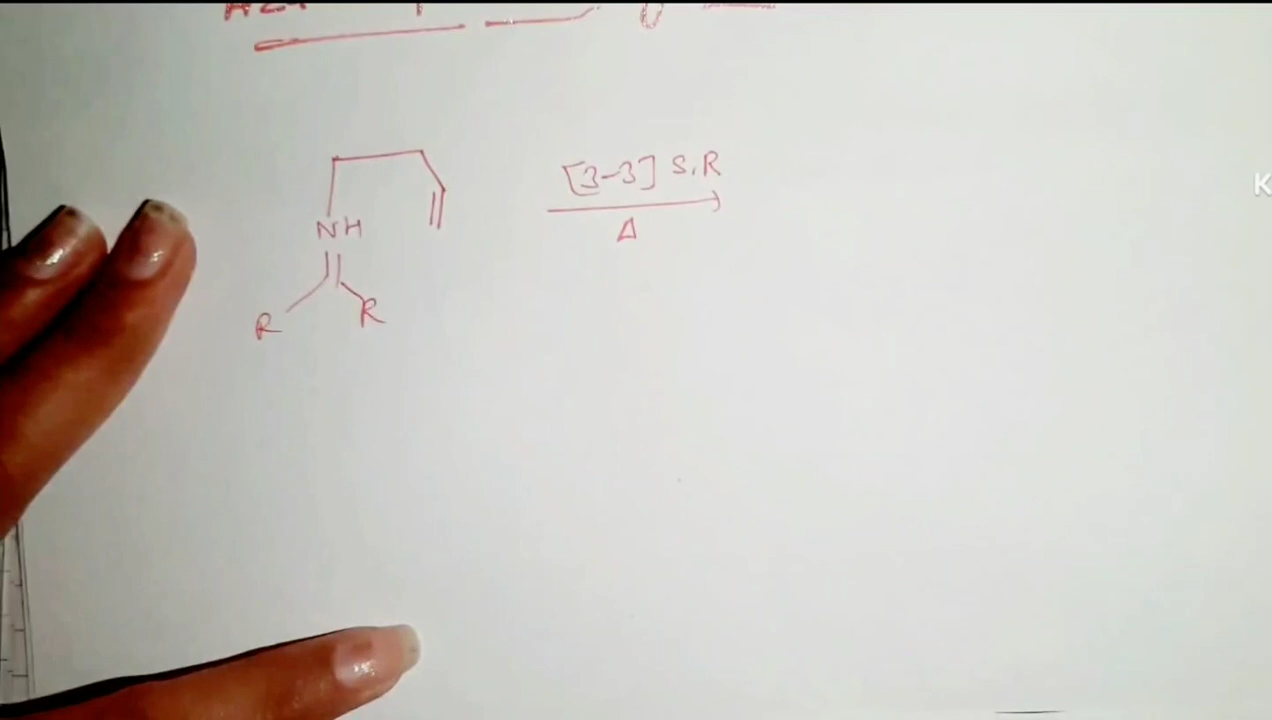 [3-3] S.R
Δ
NH
R R
K